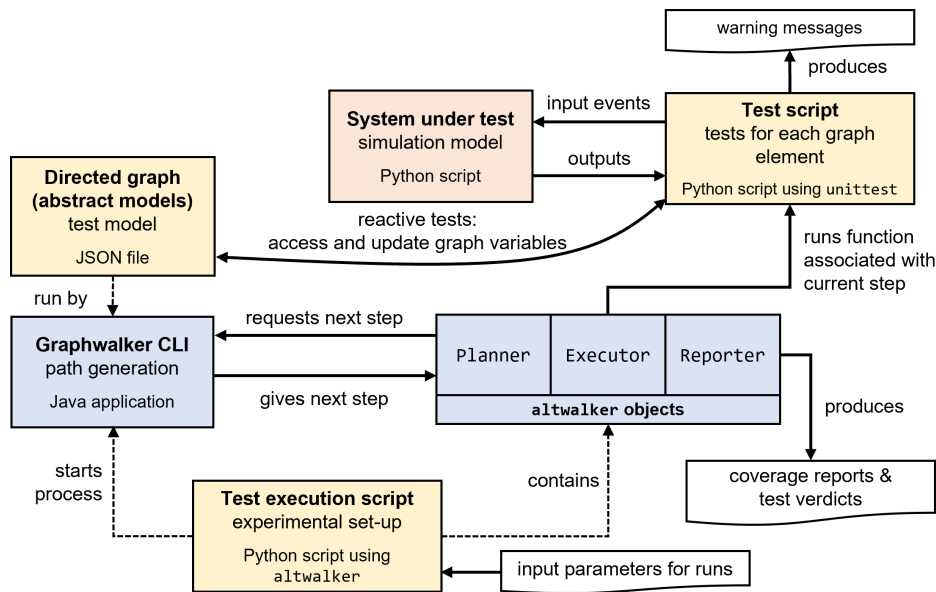 warning messages
produces
System under test
simulation model
Python script
input events
outputs
Test script
tests for each graph
element
Python script using unittest
Directed graph
(abstract models)
test model
JSON file
reactive tests:
access and update graph variables
runs function
associated with
current step
run by
Graphwalker CLI
path generation
Java application
requests next step
gives next step
Planner
Executor
Reporter
altwalker objects
produces
coverage reports &
test verdicts
starts
process
contains
Test execution script
experimental set-up
Python script using
altwalker
input parameters for runs